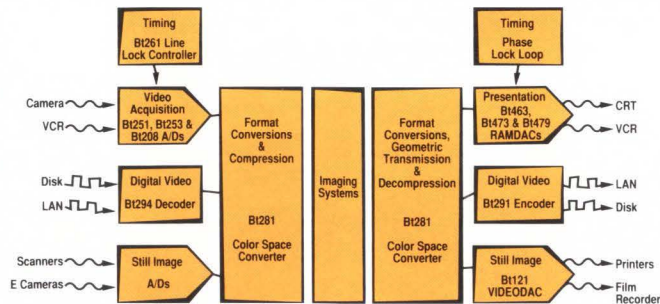 Timing
Bt261 Line
Lock Controller
Timing
Phase
Lock Loop
Camera
VCR
Video
Acquisition
Bt251, Bt253 &
Bt208 A/Ds
Format
Conversions
&
Compression
Bt281
Color Space
Converter
Disk
LAN
Digital Video
Bt294 Decoder
Scanners
E Cameras
Still Image
A/Ds
Imaging
Systems
Format
Conversions,
Geometric
Transmission
&
Decompression
Bt281
Color Space
Converter
Presentation
Bt463,
Bt473 & Bt479
RAMDACs
CRT
VCR
Digital Video
Bt291 Encoder
LAN
Disk
Still Image
Bt121
VIDEODAC
Printers
Film
Recorder